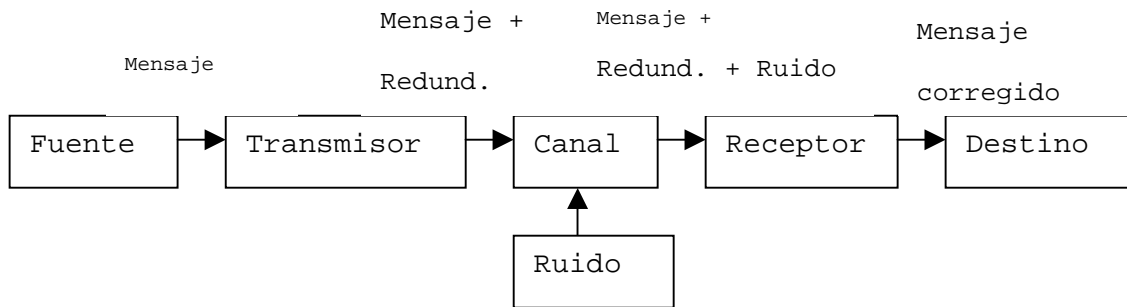 Mensaje
Mensaje +
Redund.
Mensaje +
Redund. + Ruido
Mensaje
corregido
Fuente
Transmisor
Canal
Receptor
Destino
Ruido